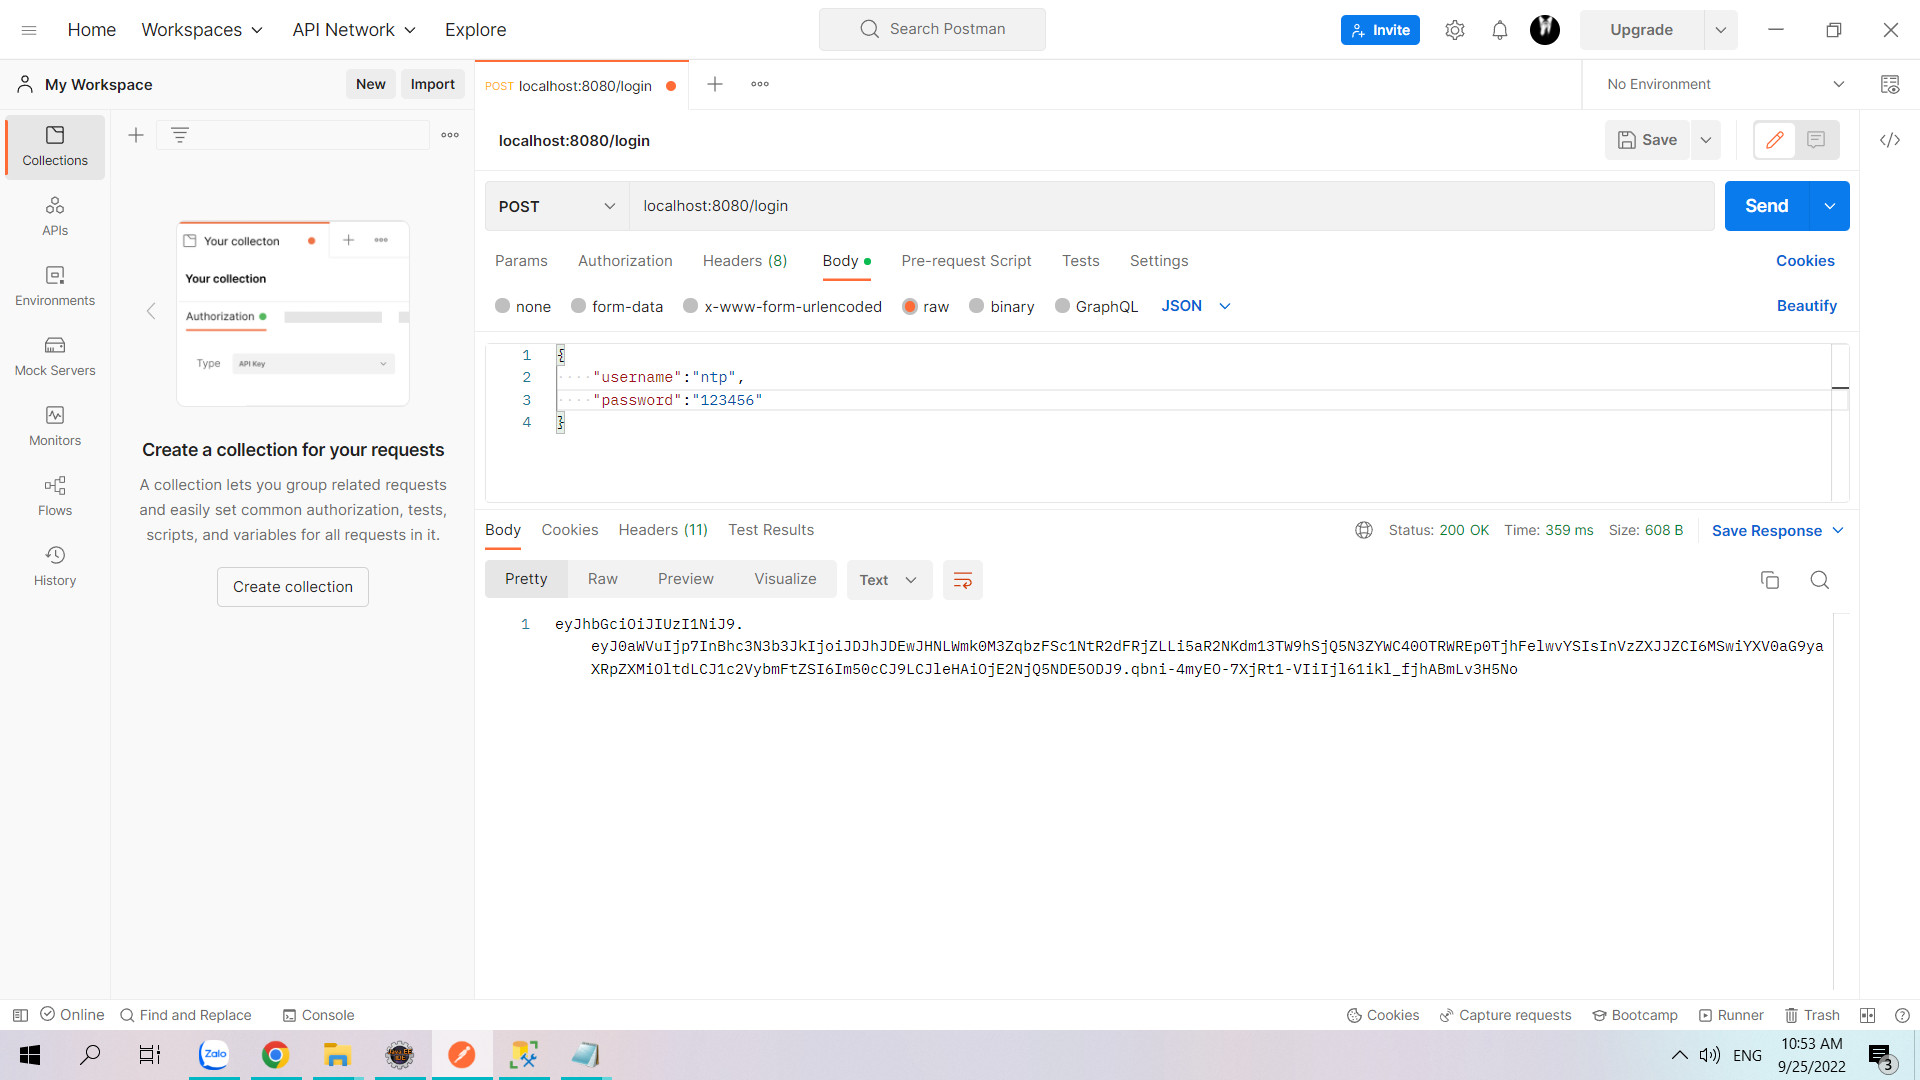 Home
Workspaces
API Network
Explore
Search Postman
Invite
Upgrade
My Workspace
New
Import
POST localhost:8080/login
No Environment
Collections
APIs
Environments
Mock Servers
Monitors
Flows
History
Your collecton
Your collection
Authorization
Type
API Key
Create a collection for your requests
A collection lets you group related requests
and easily set common authorization, tests,
scripts, and variables for all requests in it.
Create collection
localhost:8080/login
Save
POST
localhost:8080/login
Send
Params
Authorization
Headers (8)
Body
Pre-request Script
Tests
Settings
Cookies
none
form-data
x-www-form-urlencoded
raw
binary
GraphQL
JSON
Beautify
1 {
2 "username":"ntp",
3 "password":"123456"
4 }
Body
Cookies
Headers (11)
Test Results
Status: 200 OK
Time: 359 ms
Size: 608 B
Save Response
Pretty
Raw
Preview
Visualize
Text
1 eyJhbGciOiJIUzI1NiJ9.
eyJ0aWVuIjp7InBhc3N3b3JkIjoiJDJhJDEwJHNLWmk0M3ZqbzFSc1NtR2dFRjZLLi5aR2NKdm13TW9hSjQ5N3ZYWC40OTRWREp0TjhFelwvYSIsInVzZXJJZCI6MSwiYXV0aG9ya
XRpZXMiOltdLCJ1c2VybmFtZSI6Im50cCJ9LCJleHAiOjE2NjQ5NDE5ODJ9.qbni-4myEO-7XjRt1-VIiIjl61ikl_fjhABmLv3H5No
Online
Find and Replace
Console
Cookies
Capture requests
Bootcamp
Runner
Trash
Zalo
Java EE
IDE
ENG
10:53 AM
9/25/2022
3